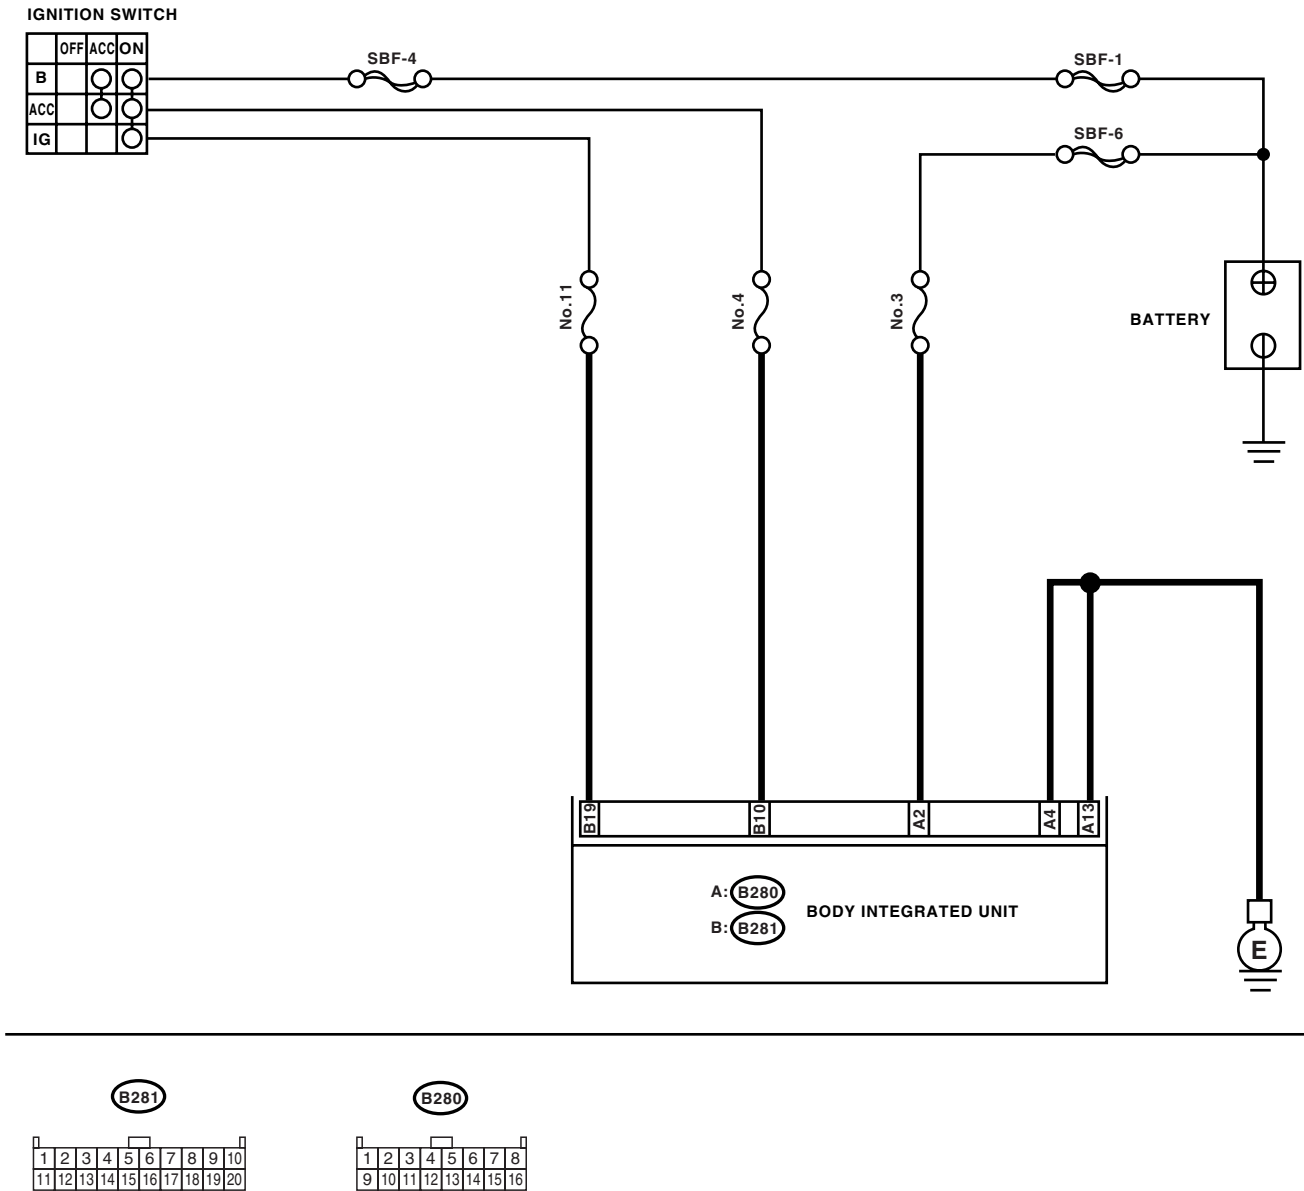 IGNITION SWITCH
OFF ACC ON
B
ACC
IG
SBF-4
SBF-1
SBF-6
No.11
No.4
No.3
BATTERY
B19 B10 A2 A4 A13
A: B280
B: B281
BODY INTEGRATED UNIT
E
B281
1 2 3 4 5 6 7 8 9 10
11 12 13 14 15 16 17 18 19 20
B280
1 2 3 4 5 6 7 8
9 10 11 12 13 14 15 16